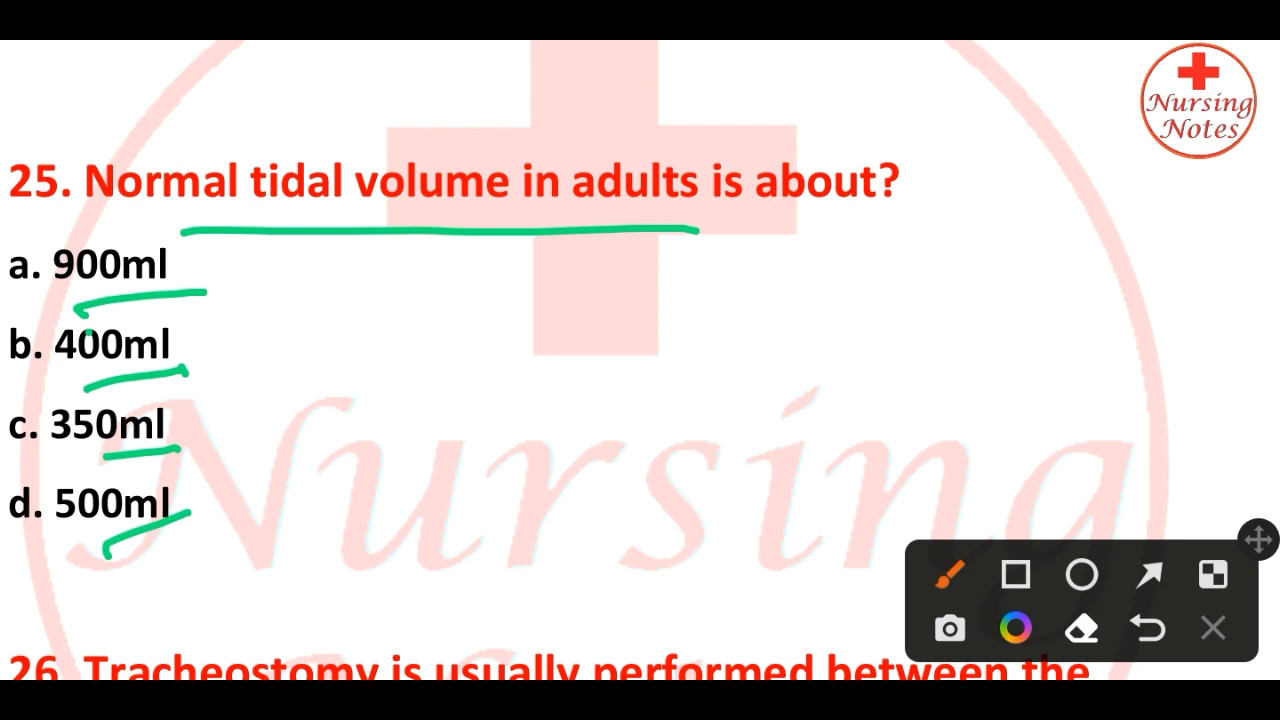 Nursing
Notes
25. Normal tidal volume in adults is about?
a. 900ml
b. 400ml
c. 350ml
d. 500ml
Nursing
26. Tracheostomy is usually performed between the